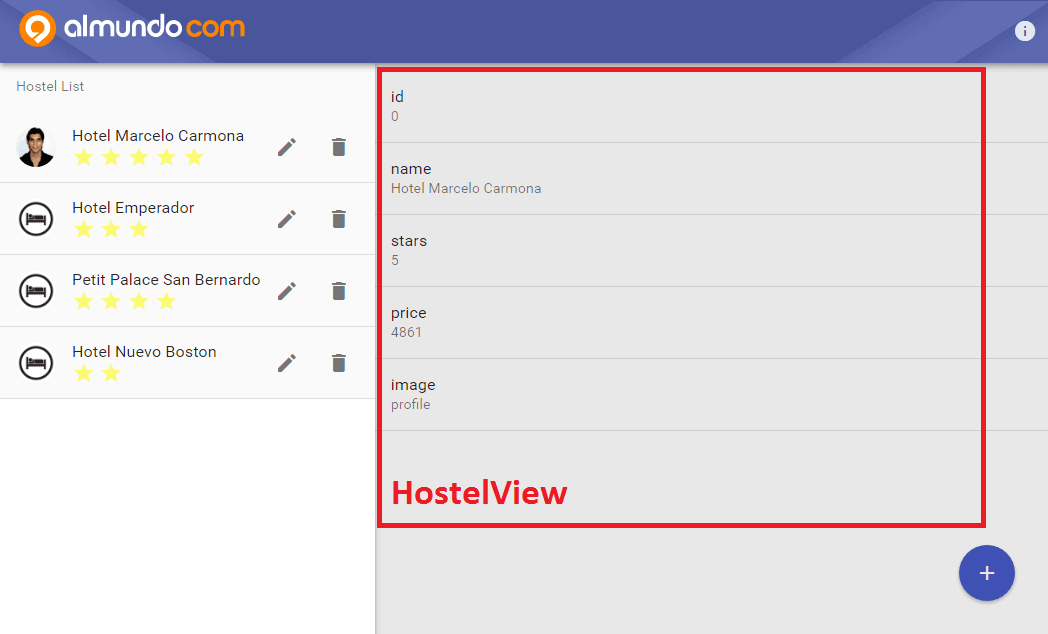 almundo com
i
Hostel List
Hotel Marcelo Carmona
Hotel Emperador
Petit Palace San Bernardo
Hotel Nuevo Boston
id
0
name
Hotel Marcelo Carmona
stars
5
price
4861
image
profile
HostelView
+